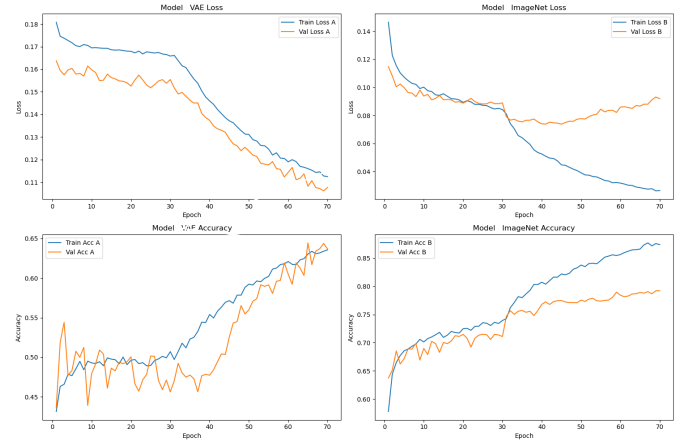 Model VAE Loss
Train Loss A
Val Loss A
Loss
0.18
0.17
0.16
0.15
0.14
0.13
0.12
0.11
0 10 20 30 40 50 60 70
Epoch
Model ImageNet Loss
Train Loss B
Val Loss B
Loss
0.14
0.12
0.10
0.08
0.06
0.04
0 10 20 30 40 50 60 70
Epoch
Model VAE Accuracy
Train Acc A
Val Acc A
Accuracy
0.65
0.60
0.55
0.50
0.45
0 10 20 30 40 50 60 70
Epoch
Model ImageNet Accuracy
Train Acc B
Val Acc B
Accuracy
0.85
0.80
0.75
0.70
0.65
0.60
0 10 20 30 40 50 60 70
Epoch